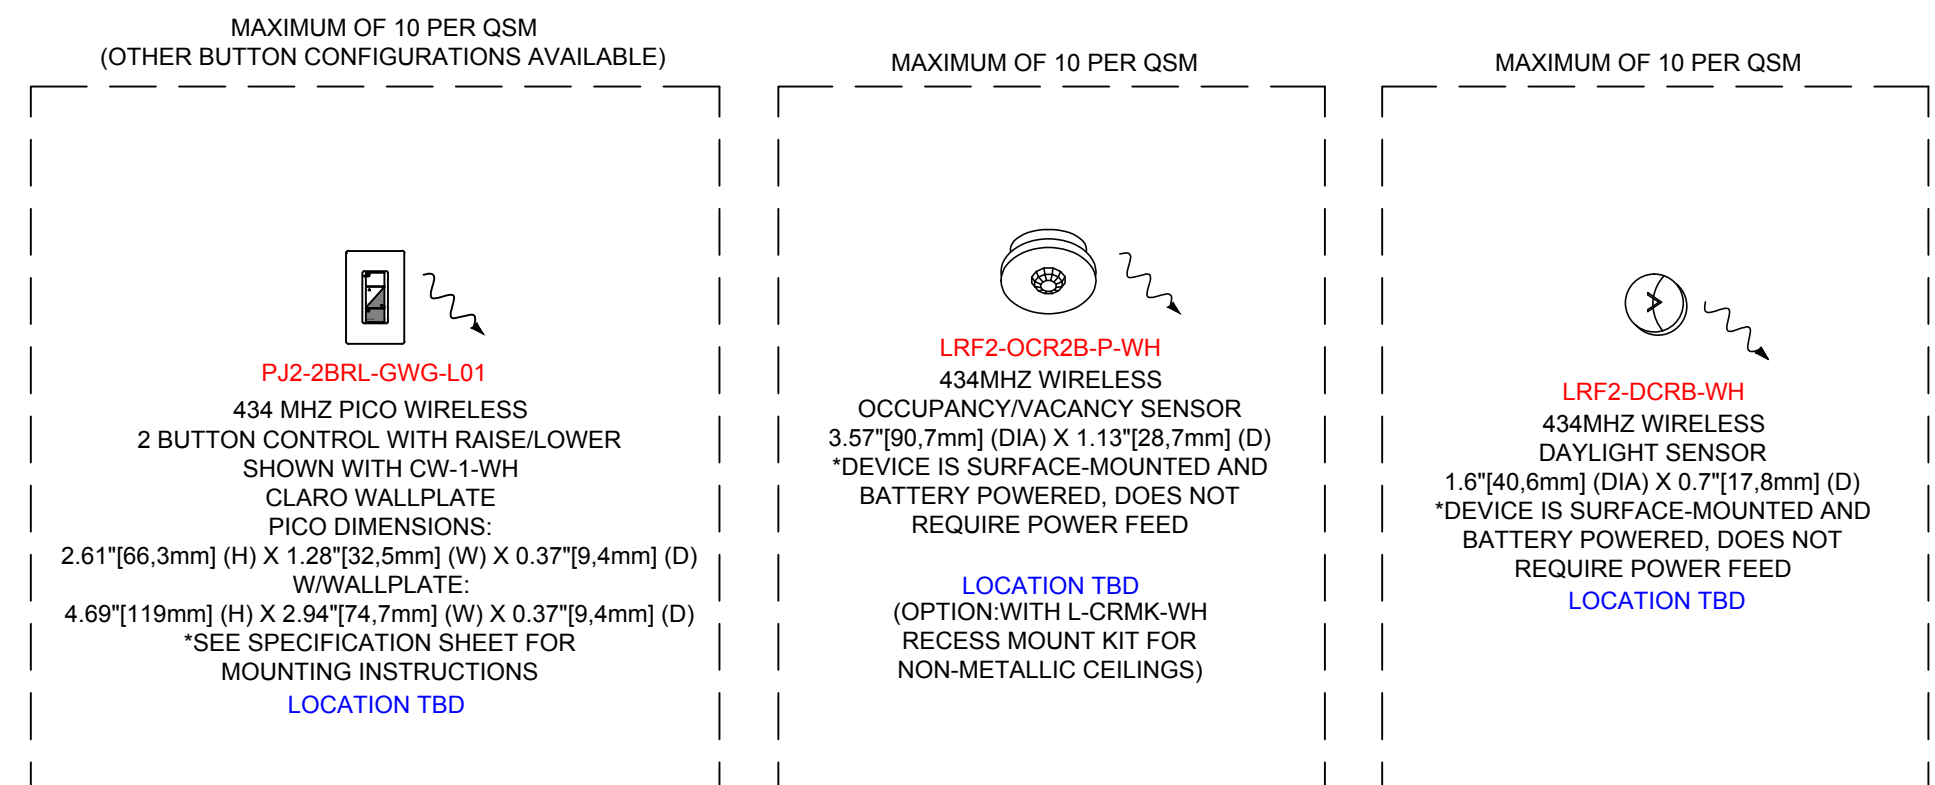 MAXIMUM OF 10 PER QSM
(OTHER BUTTON CONFIGURATIONS AVAILABLE)
PJ2-2BRL-GWG-L01
434 MHZ PICO WIRELESS
2 BUTTON CONTROL WITH RAISE/LOWER
SHOWN WITH CW-1-WH
CLARO WALLPLATE
PICO DIMENSIONS:
2.61"[66,3mm] (H) X 1.28"[32,5mm] (W) X 0.37"[9,4mm] (D)
W/WALLPLATE:
4.69"[119mm] (H) X 2.94"[74,7mm] (W) X 0.37"[9,4mm] (D)
*SEE SPECIFICATION SHEET FOR
MOUNTING INSTRUCTIONS
LOCATION TBD
MAXIMUM OF 10 PER QSM
LRF2-OCR2B-P-WH
434MHZ WIRELESS
OCCUPANCY/VACANCY SENSOR
3.57"[90,7mm] (DIA) X 1.13"[28,7mm] (D)
*DEVICE IS SURFACE-MOUNTED AND
BATTERY POWERED, DOES NOT
REQUIRE POWER FEED
LOCATION TBD
(OPTION:WITH L-CRMK-WH
RECESS MOUNT KIT FOR
NON-METALLIC CEILINGS)
MAXIMUM OF 10 PER QSM
LRF2-DCRB-WH
434MHZ WIRELESS
DAYLIGHT SENSOR
1.6"[40,6mm] (DIA) X 0.7"[17,8mm] (D)
*DEVICE IS SURFACE-MOUNTED AND
BATTERY POWERED, DOES NOT
REQUIRE POWER FEED
LOCATION TBD